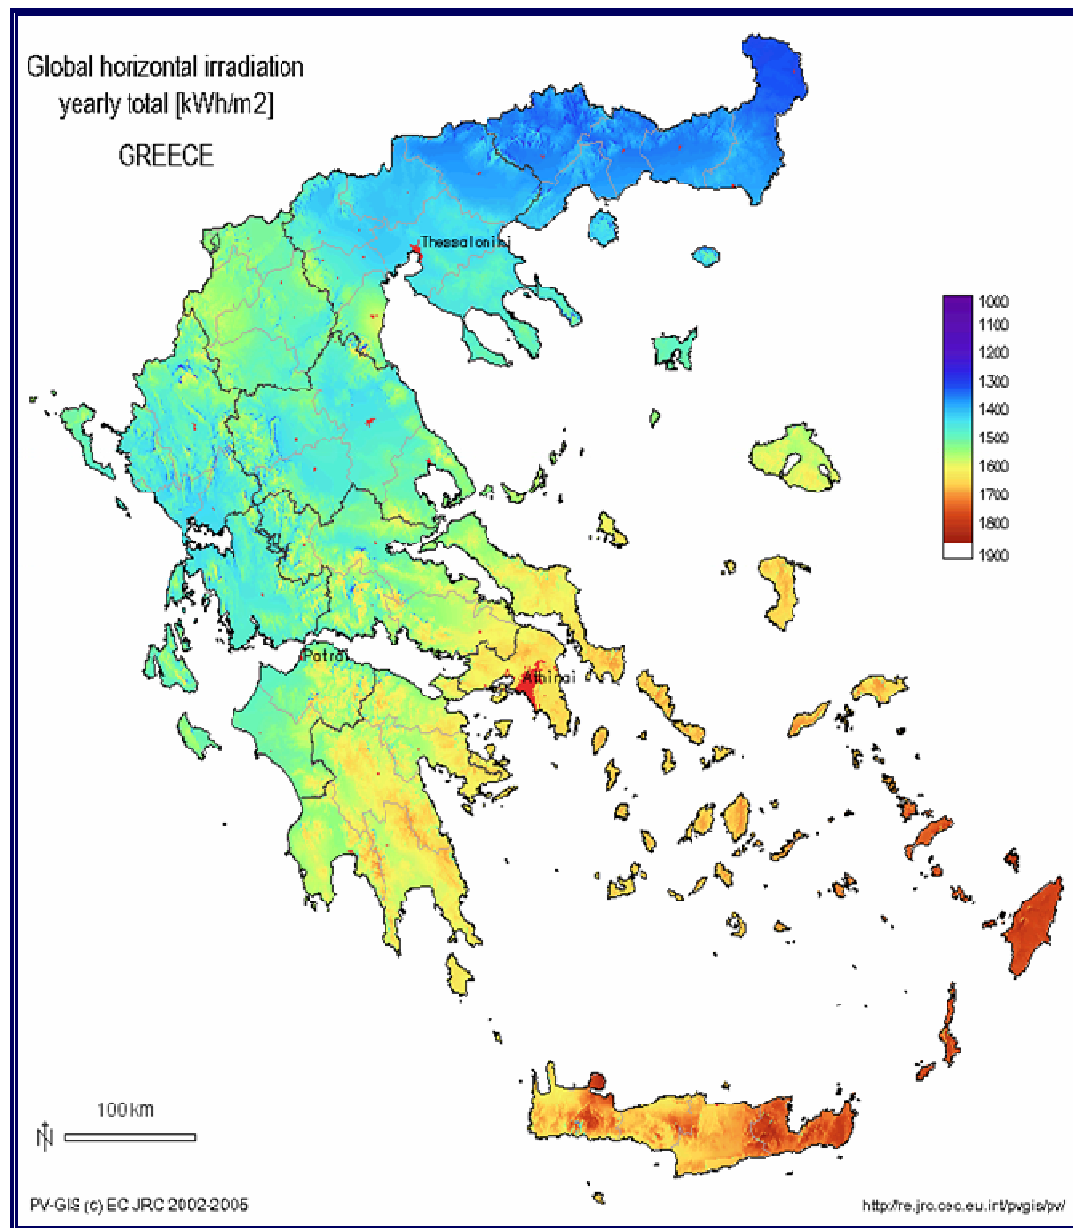 Global horizontal irradiation
yearly total [kWh/m2]
GREECE
Thessaloniki
1000
1100
1200
1300
1400
1500
1600
1700
1800
1900
Patrai
Athinai
100 km
N
PV-GIS (c) EC JRC 2002-2005
http://re.jrc.cec.eu.int/pvgis/pv/